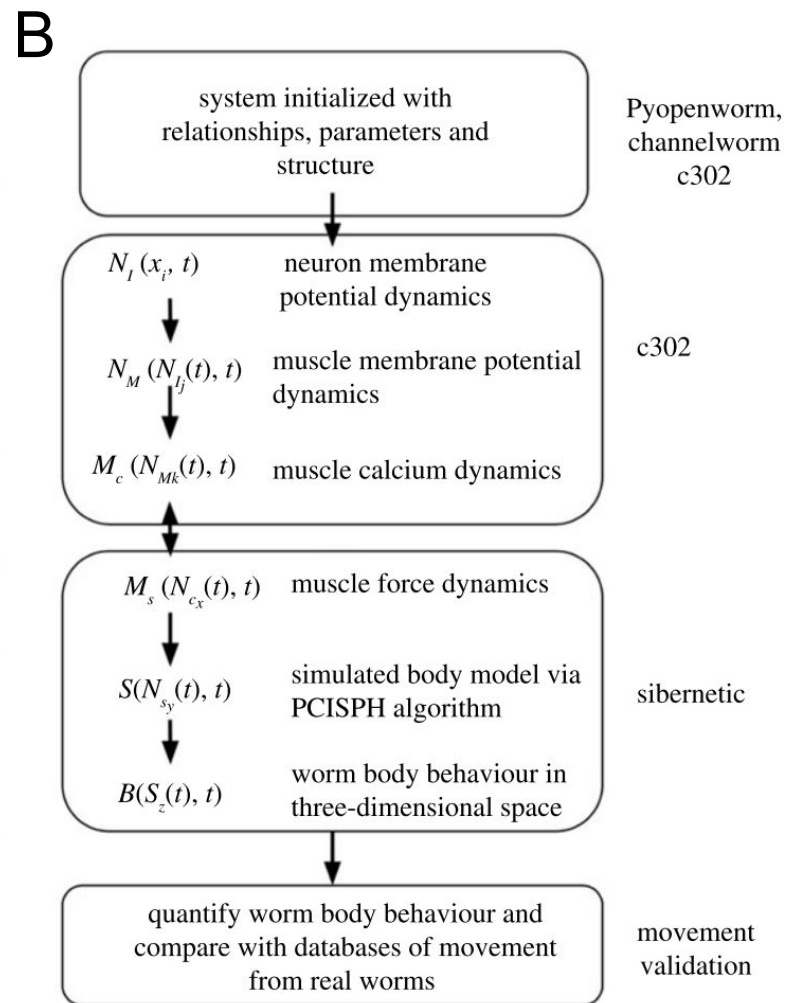 B
system initialized with
relationships, parameters and
structure
Pyopenworm,
channelworm
c302
N_I (x_i, t)
neuron membrane
potential dynamics
c302
N_M (N_Ij(t), t)
muscle membrane potential
dynamics
M_c (N_Mk(t), t)
muscle calcium dynamics
M_s (N_c_x(t), t)
muscle force dynamics
S(N_s_y(t), t)
simulated body model via
PCISPH algorithm
sibernetic
B(S_z(t), t)
worm body behaviour in
three-dimensional space
quantify worm body behaviour and
compare with databases of movement
from real worms
movement
validation